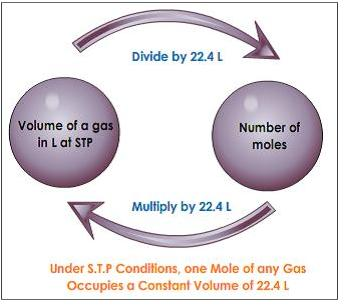 Divide by 22.4 L
Volume of a gas
in L at STP
Number of
moles
Multiply by 22.4 L
Under S.T.P Conditions, one Mole of any Gas
Occupies a Constant Volume of 22.4 L